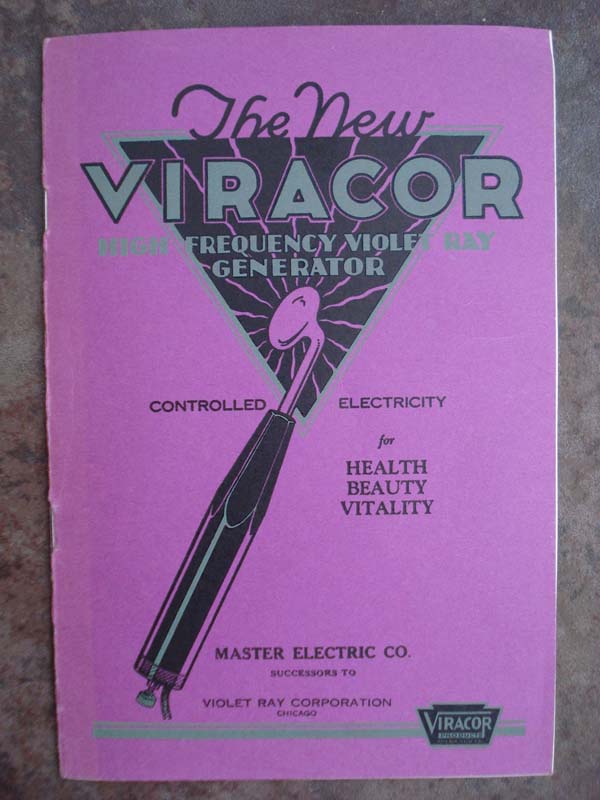 The New
VIRACOR
HIGH FREQUENCY VIOLET RAY
GENERATOR
CONTROLLED ELECTRICITY
for
HEALTH
BEAUTY
VITALITY
MASTER ELECTRIC CO.
SUCCESSORS TO
VIOLET RAY CORPORATION
CHICAGO
VIRACOR
PRODUCTS